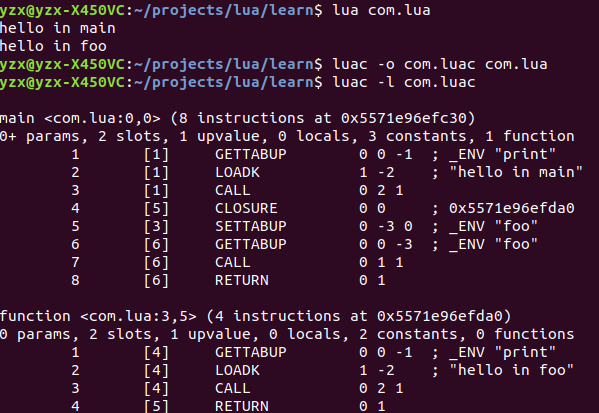 yzx@yzx-X450VC:~/projects/lua/learn$ lua com.lua
hello in main
hello in foo
yzx@yzx-X450VC:~/projects/lua/learn$ luac -o com.luac com.lua
yzx@yzx-X450VC:~/projects/lua/learn$ luac -l com.luac
main <com.lua:0,0> (8 instructions at 0x5571e96efc30)
0+ params, 2 slots, 1 upvalue, 0 locals, 3 constants, 1 function
1 [1] GETTABUP 0 0 -1 ; _ENV "print"
2 [1] LOADK 1 -2 ; "hello in main"
3 [1] CALL 0 2 1
4 [5] CLOSURE 0 0 ; 0x5571e96efda0
5 [3] SETTABUP 0 -3 0 ; _ENV "foo"
6 [6] GETTABUP 0 0 -3 ; _ENV "foo"
7 [6] CALL 0 1 1
8 [6] RETURN 0 1
function <com.lua:3,5> (4 instructions at 0x5571e96efda0)
0 params, 2 slots, 1 upvalue, 0 locals, 2 constants, 0 functions
1 [4] GETTABUP 0 0 -1 ; _ENV "print"
2 [4] LOADK 1 -2 ; "hello in foo"
3 [4] CALL 0 2 1
4 [5] RETURN 0 1